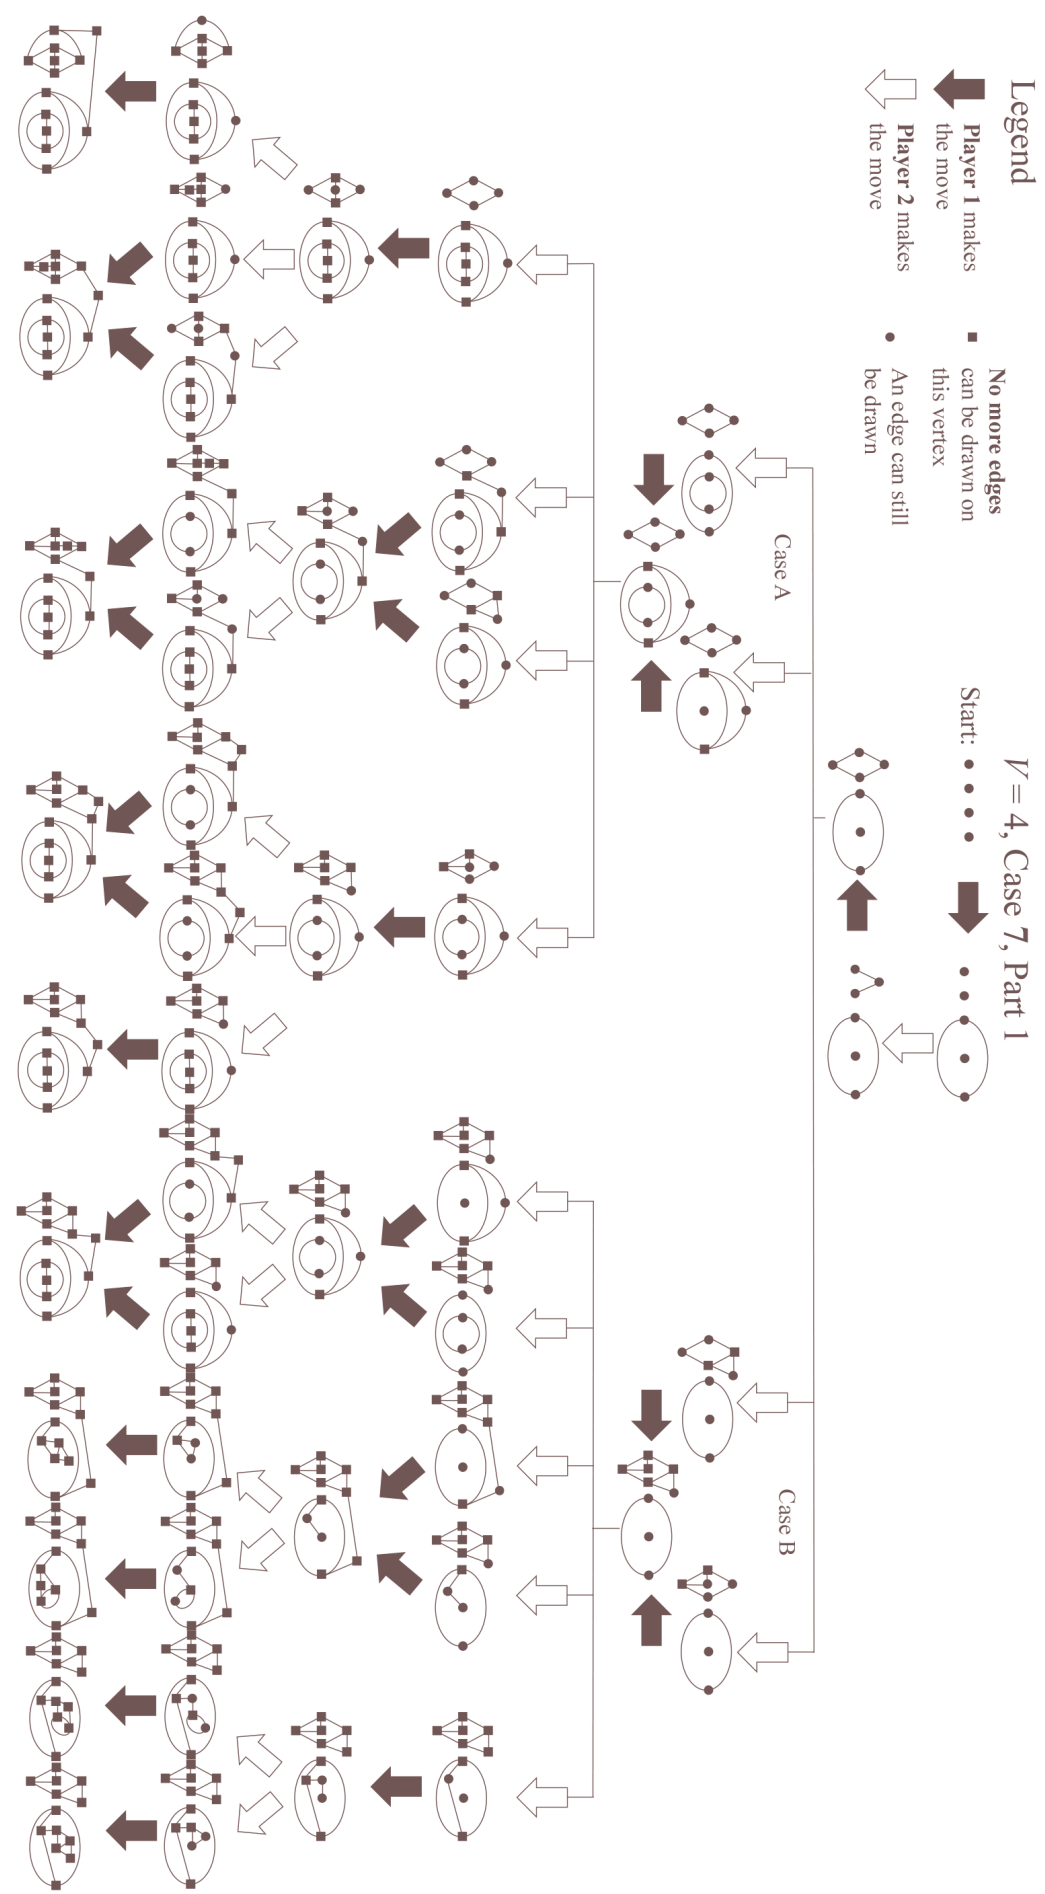 V = 4, Case 7, Part 1
Legend
Player 1 makes
the move
Player 2 makes
the move
No more edges
can be drawn on
this vertex
An edge can still
be drawn
Start:
Case A
Case B